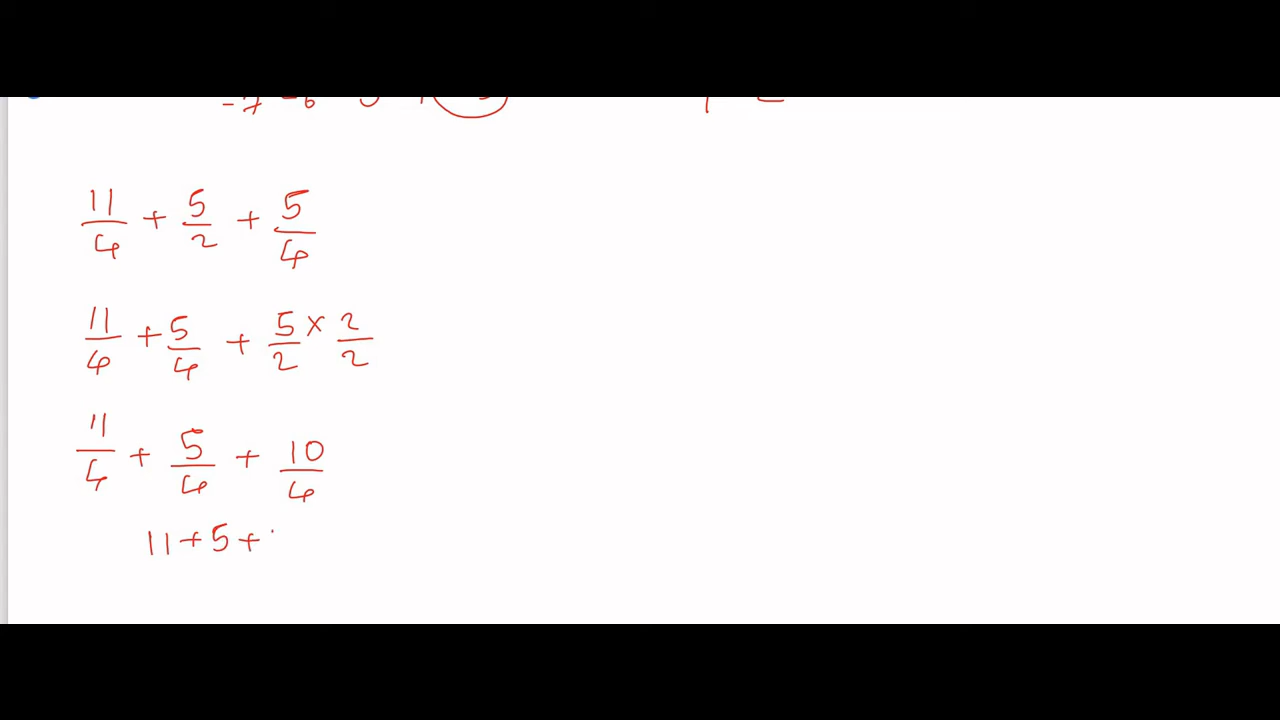 11/4 + 5/2 + 5/4
11/4 + 5/4 + 5/2 × 2/2
11/4 + 5/4 + 10/4
11+5+